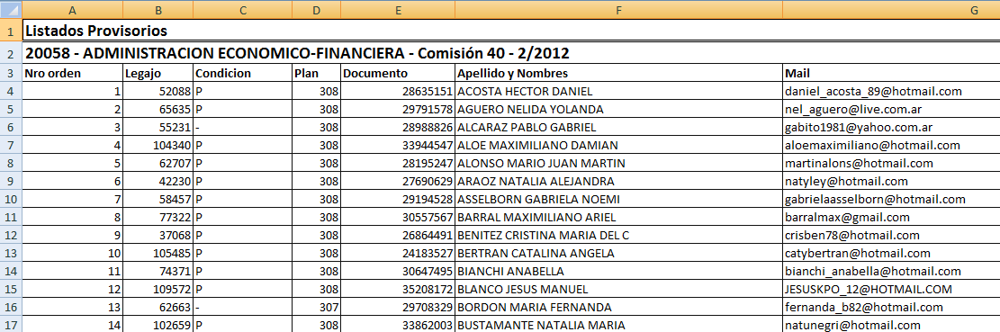 A B C D E F G
1 Listados Provisorios
2 20058 - ADMINISTRACION ECONOMICO-FINANCIERA - Comisión 40 - 2/2012
3 Nro orden Legajo Condicion Plan Documento Apellido y Nombres Mail
4 1 52088 P 308 28635151 ACOSTA HECTOR DANIEL daniel_acosta_89@hotmail.com
5 2 65635 P 308 29791578 AGUERO NELIDA YOLANDA nel_aguero@live.com.ar
6 3 55231 - 308 28988826 ALCARAZ PABLO GABRIEL gabito1981@yahoo.com.ar
7 4 104340 P 308 33944547 ALOE MAXIMILIANO DAMIAN aloemaximiliano@hotmail.com
8 5 62707 P 308 28195247 ALONSO MARIO JUAN MARTIN martinalons@hotmail.com
9 6 42230 P 308 27690629 ARAOZ NATALIA ALEJANDRA natyley@hotmail.com
10 7 58457 P 308 29194528 ASSELBORN GABRIELA NOEMI gabrielaasselborn@hotmail.com
11 8 77322 P 308 30557567 BARRAL MAXIMILIANO ARIEL barralmax@gmail.com
12 9 37068 P 308 26864491 BENITEZ CRISTINA MARIA DEL C crisben78@hotmail.com
13 10 105485 P 308 24183527 BERTRAN CATALINA ANGELA catybertran@hotmail.com
14 11 74371 P 308 30647495 BIANCHI ANABELLA bianchi_anabella@hotmail.com
15 12 109572 P 308 35208172 BLANCO JESUS MANUEL JESUSKPO_12@HOTMAIL.COM
16 13 62663 - 307 29708329 BORDON MARIA FERNANDA fernanda_b82@hotmail.com
17 14 102659 P 308 33862003 BUSTAMANTE NATALIA MARIA natunegri@hotmail.com